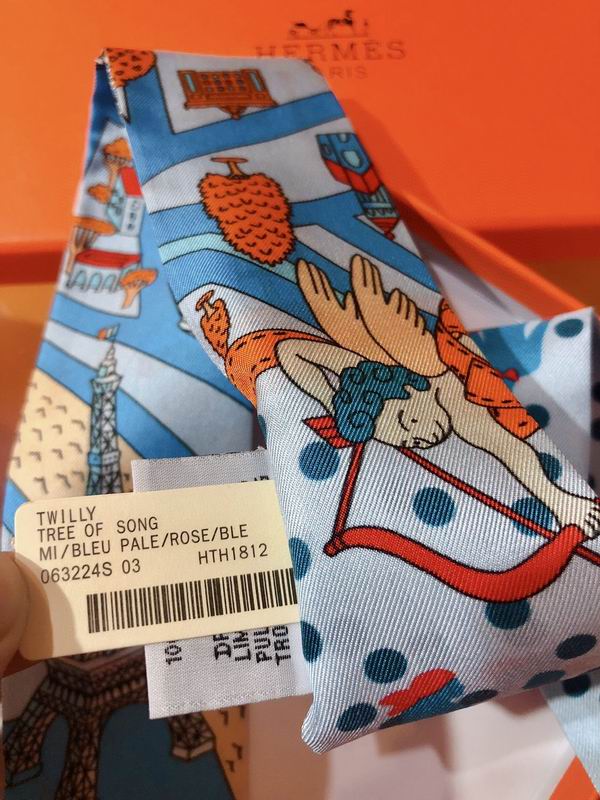 HERMÈS
PARIS
TWILLY
TREE OF SONG
MI/BLEU PALE/ROSE/BLE
063224S 03 HTH1812